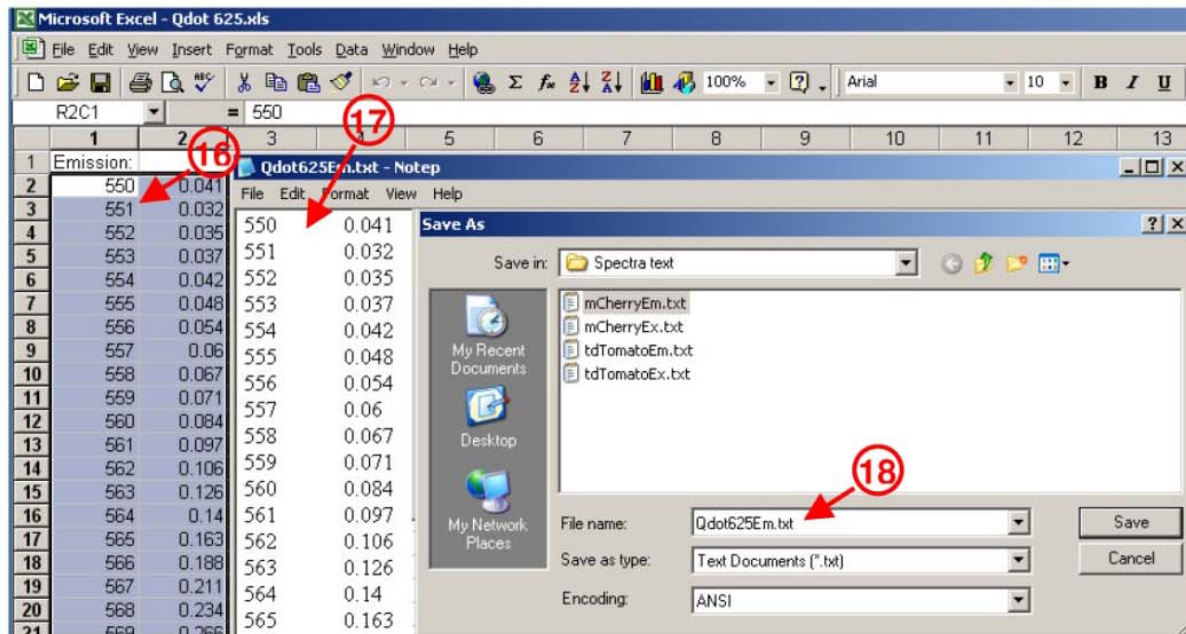 Microsoft Excel - Qdot 625.xls
File Edit View Insert Format Tools Data Window Help
ABC 100% Arial 10 B I U
R2C1 = 550
1 2 3 4 5 6 7 8 9 10 11 12 13
1 Emission:
2 550 0.041
3 551 0.032
4 552 0.035
5 553 0.037
6 554 0.042
7 555 0.048
8 556 0.054
9 557 0.06
10 558 0.067
11 559 0.071
12 560 0.084
13 561 0.097
14 562 0.106
15 563 0.126
16 564 0.14
17 565 0.163
18 566 0.188
19 567 0.211
20 568 0.234
21 569 0.266
16
17
Qdot625Em.txt - Notep
File Edit Format View Help
550 0.041
551 0.032
552 0.035
553 0.037
554 0.042
555 0.048
556 0.054
557 0.06
558 0.067
559 0.071
560 0.084
561 0.097
562 0.106
563 0.126
564 0.14
565 0.163
Save As
Save in: Spectra text
My Recent
Documents
Desktop
My Network
Places
mCherryEm.txt
mCherryEx.txt
tdTomatoEm.txt
tdTomatoEx.txt
18
File name: Qdot625Em.txt Save
Save as type: Text Documents (*.txt) Cancel
Encoding: ANSI